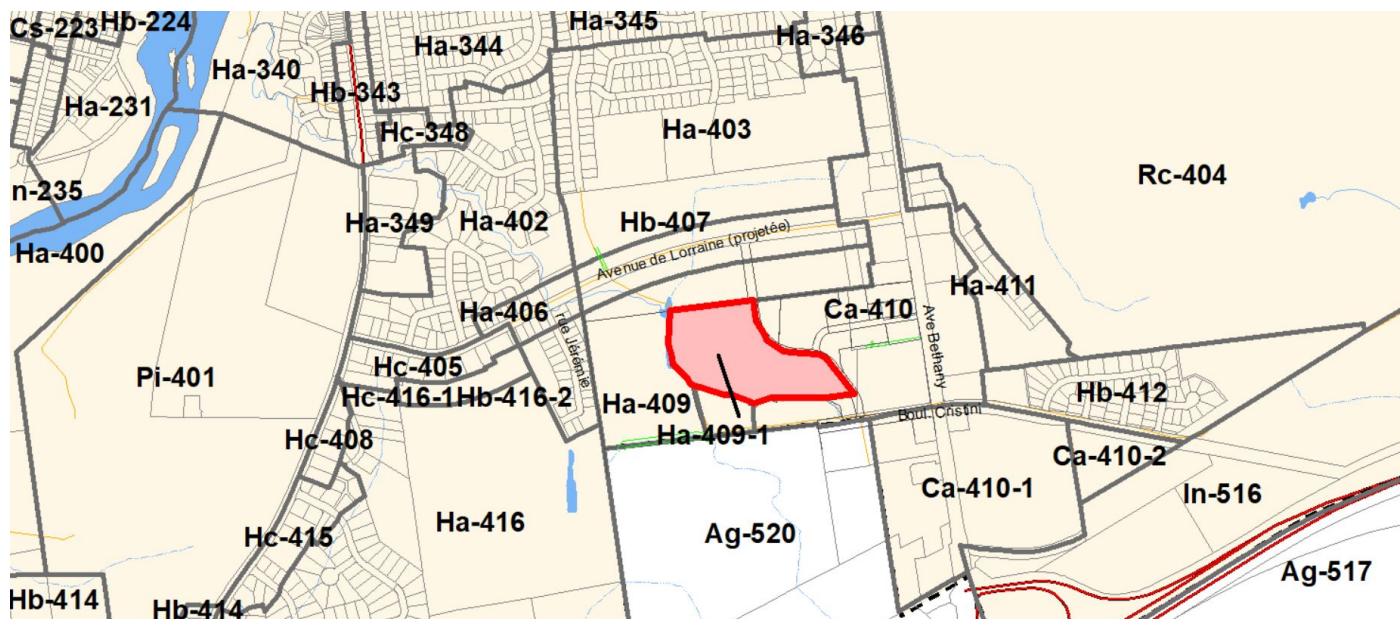 Cs-223
Hb-224
Ha-344
Ha-345
Ha-346
Ha-340
Hb-343
Ha-231
Hc-348
Ha-403
n-235
Rc-404
Ha-349
Ha-402
Hb-407
Ha-400
Avenue de Lorraine (projetée)
Ha-411
Ha-406
rue Jérémie
Ca-410
Ave Bethany
Hc-405
Pi-401
Hc-416-1
Hb-416-2
Ha-409
Hb-412
Boul. Cristini
Ha-409-1
Hc-408
Ca-410-2
Ca-410-1
In-516
Ha-416
Ag-520
Hc-415
Ag-517
Hb-414
Hb-414